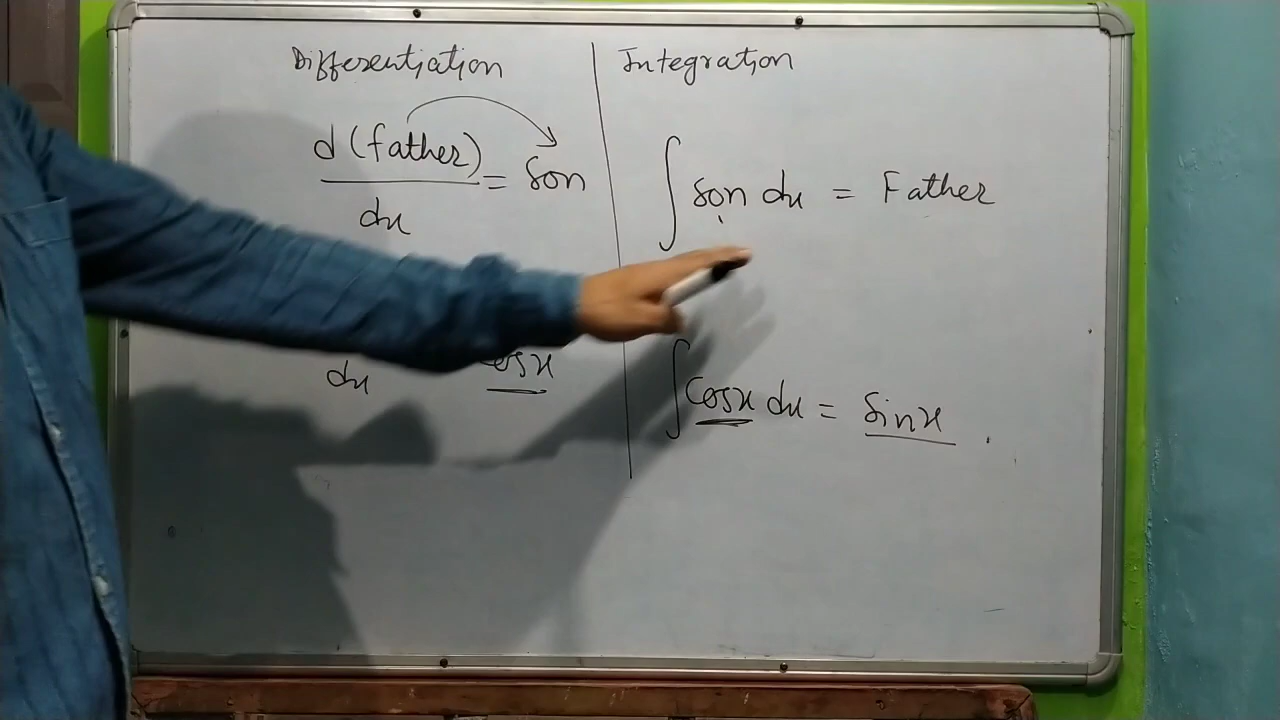 Differentiation
d(father) = Son
dx
dx cosx
Integration
∫ son dx = Father
∫ cosx dx = Sinx .